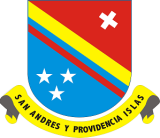 SAN ANDRES Y PROVIDENCIA ISLAS